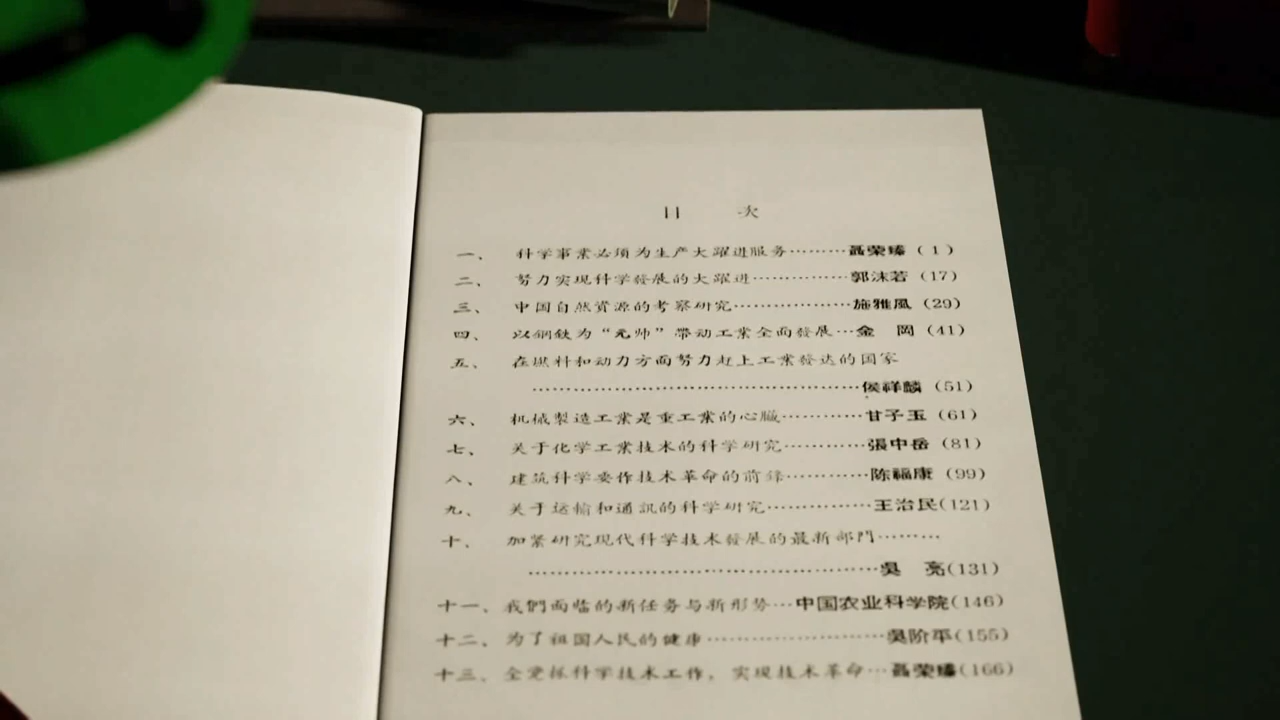 目 次
一、 科学事業必須为生产大躍进服务………聶荣臻（1）
二、 努力实现科学發展的大躍进……………郭沫若（17）
三、 中国自然資源的考察研究………………施雅風（29）
四、 以鋼鉄为“元帅”帶动工業全面發展…金 岡（41）
五、 在燃料和动力方面努力赶上工業發达的国家
…………………………………………侯祥麟（51）
六、 机械製造工業是重工業的心臟…………甘子玉（61）
七、 关于化学工業技术的科学研究…………張中岳（81）
八、 建筑科学要作技术革命的前鋒…………陈福康（99）
九、 关于运輸和通訊的科学研究……………王治民（121）
十、 加紧研究现代科学技术發展的最新部門………
…………………………………………吳 亮（131）
十一、我們面临的新任务与新形势…中国农业科学院（146）
十二、为了祖国人民的健康……………………吳阶平（155）
十三、全党抓科学技术工作，实现技术革命…聶荣臻（166）